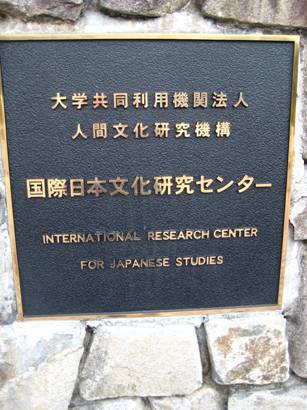 大学共同利用機関法人
人間文化研究機構
国際日本文化研究センター
INTERNATIONAL RESEARCH CENTER
FOR JAPANESE STUDIES